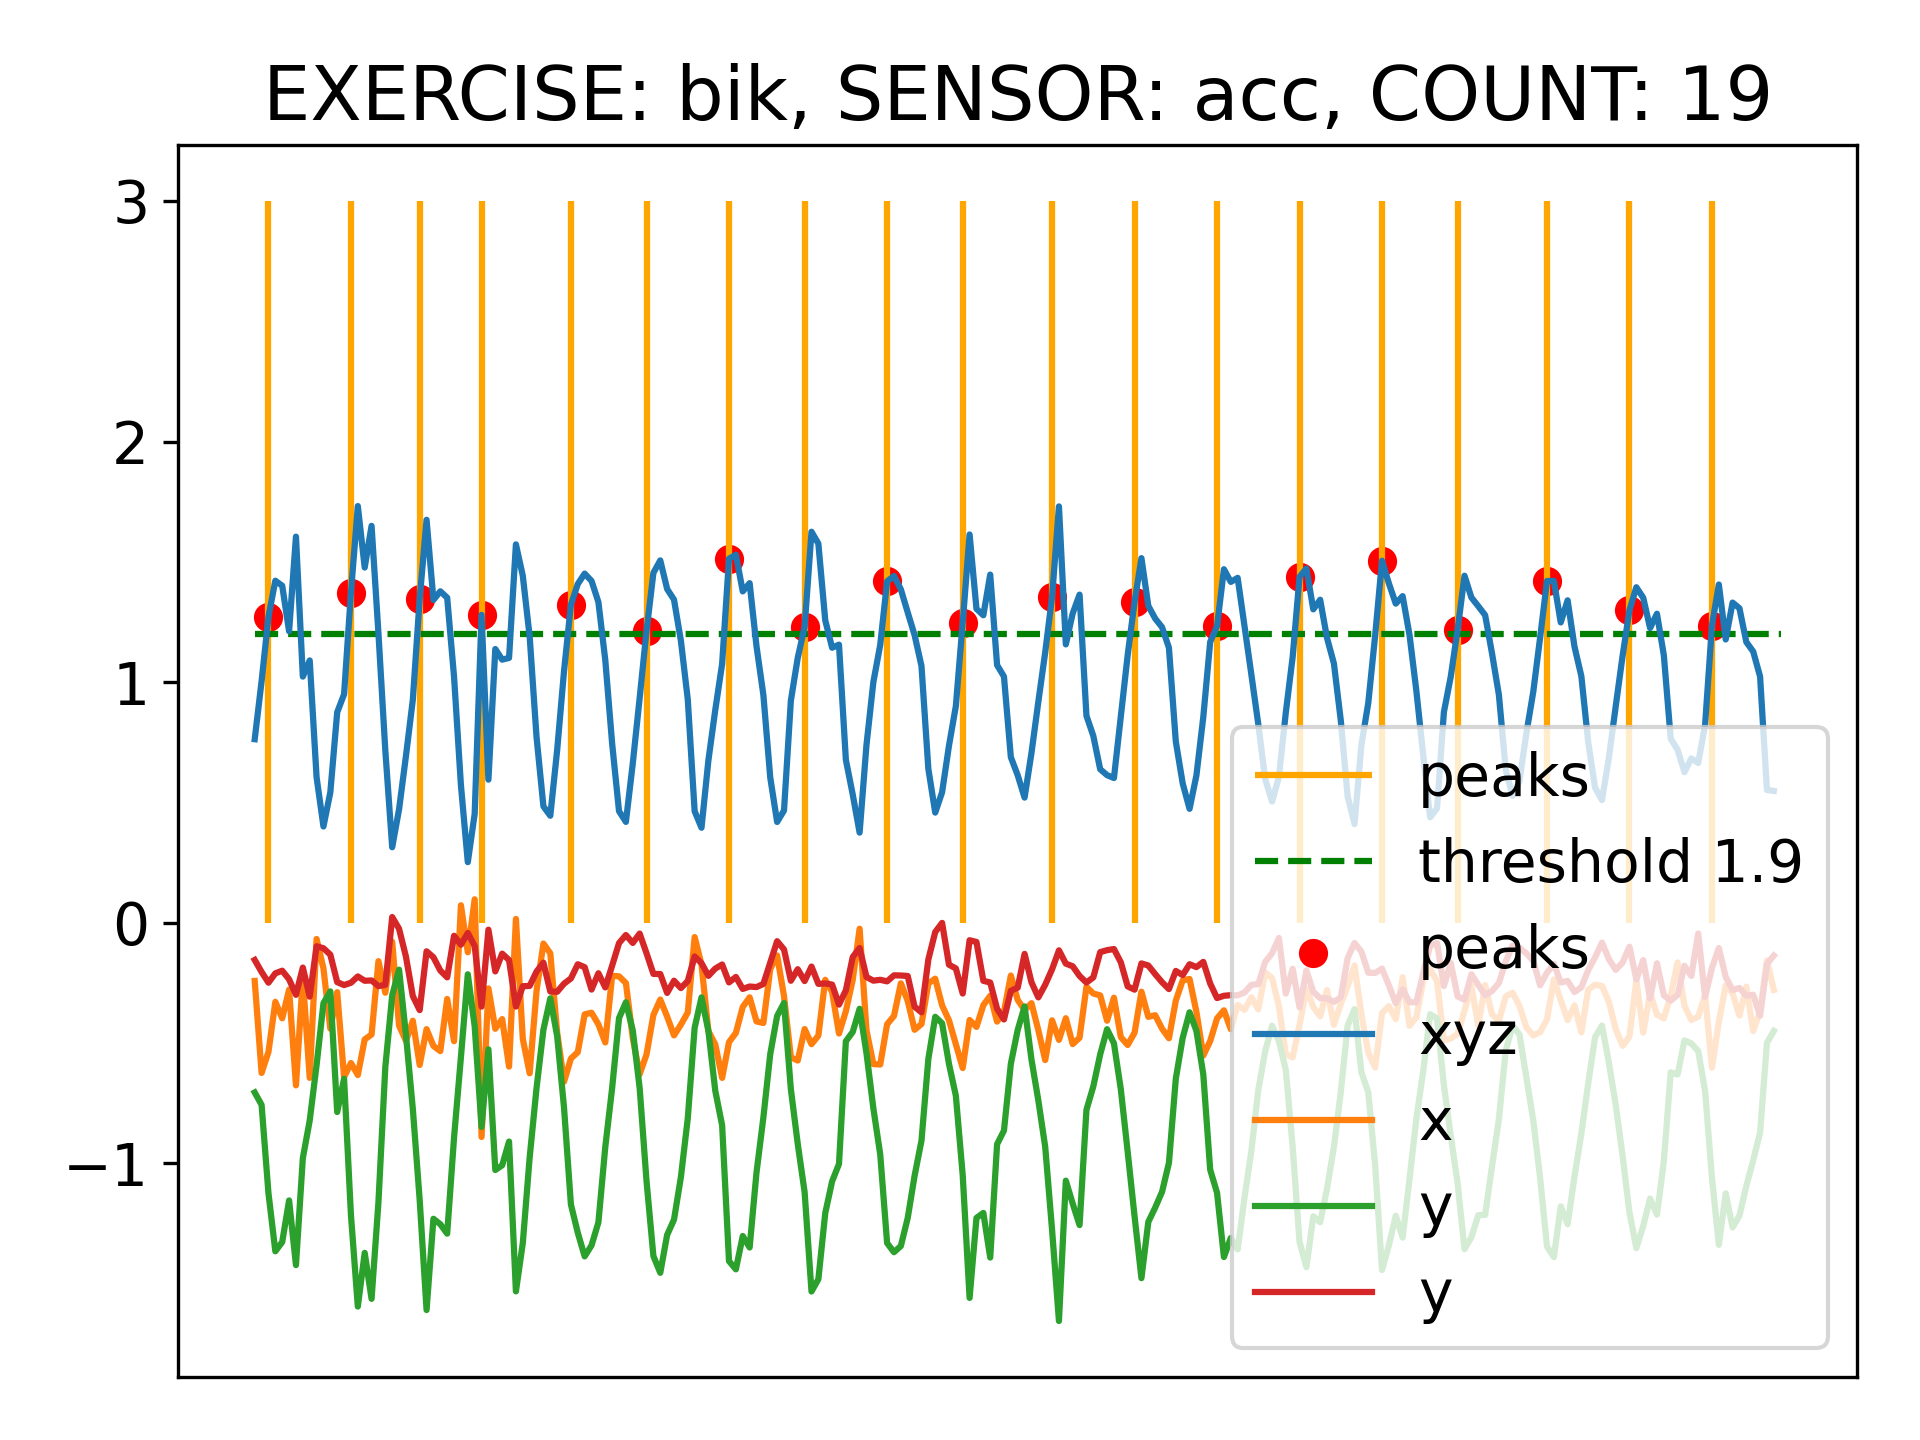 EXERCISE: bik, SENSOR: acc, COUNT: 19
3
2
1
0
−1
peaks
threshold 1.9
peaks
xyz
x
y
y